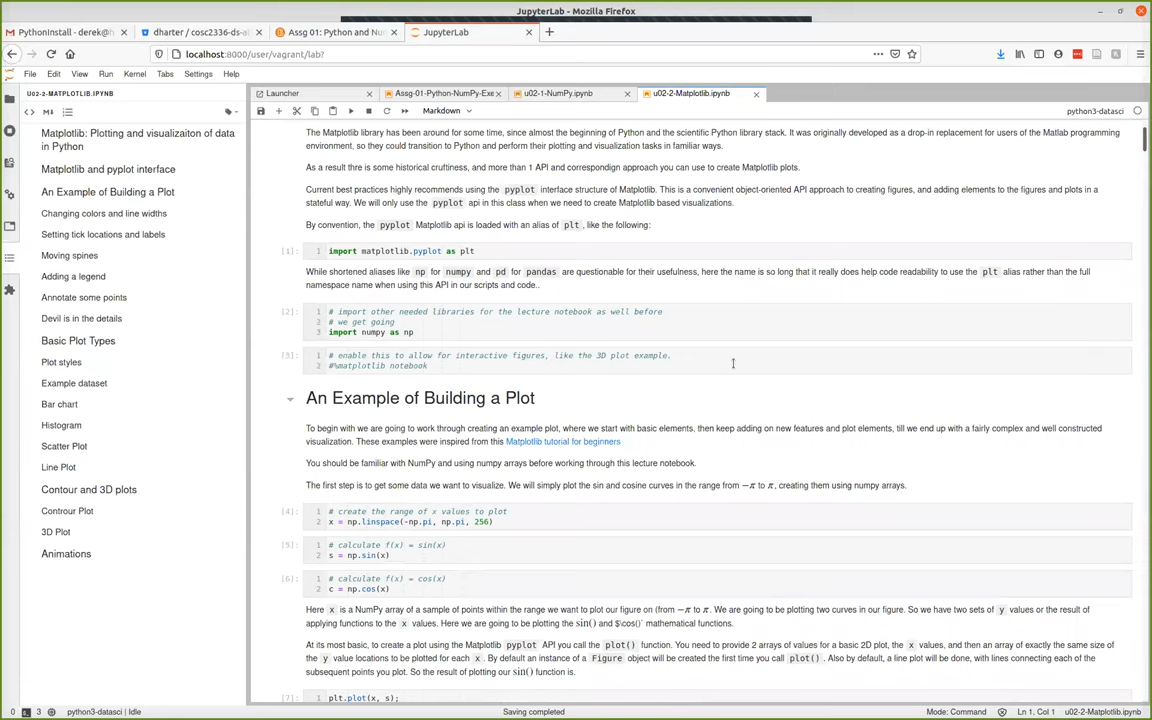 JupyterLab - Mozilla Firefox
PythonInstall - derek@h
dharter / cosc2336-ds-al
Assg 01: Python and Nu
JupyterLab
localhost:8000/user/vagrant/lab?
File Edit View Run Kernel Tabs Settings Help
U02-2-MATPLOTLIB.IPYNB
Launcher
Assg-01-Python-NumPy-Exe
u02-1-NumPy.ipynb
u02-2-Matplotlib.ipynb
M↓
Markdown
python3-datasci
Matplotlib: Plotting and visualizaiton of data
in Python
Matplotlib and pyplot interface
An Example of Building a Plot
Changing colors and line widths
Setting tick locations and labels
Moving spines
Adding a legend
Annotate some points
Devil is in the details
Basic Plot Types
Plot styles
Example dataset
Bar chart
Histogram
Scatter Plot
Line Plot
Contour and 3D plots
Contour Plot
3D Plot
Animations
The Matplotlib library has been around for some time, since almost the beginning of Python and the scientific Python library stack. It was originally developed as a drop-in replacement for users of the Matlab programming
environment, so they could transition to Python and perform their plotting and visualization tasks in familiar ways.
As a result thre is some historical cruftiness, and more than 1 API and correspondign approach you can use to create Matplotlib plots.
Current best practices highly recommends using the pyplot interface structure of Matplotlib. This is a convenient object-oriented API approach to creating figures, and adding elements to the figures and plots in a
stateful way. We will only use the pyplot api in this class when we need to create Matplotlib based visualizations.
By convention, the pyplot Matplotlib api is loaded with an alias of plt, like the following:
[1]: 1 import matplotlib.pyplot as plt
While shortened aliases like np for numpy and pd for pandas are questionable for their usefulness, here the name is so long that it really does help code readability to use the plt alias rather than the full
namespace name when using this API in our scripts and code..
[2]: 1 # import other needed libraries for the lecture notebook as well before
2 # we get going
3 import numpy as np
[3]: 1 # enable this to allow for interactive figures, like the 3D plot example.
2 #%matplotlib notebook
An Example of Building a Plot
To begin with we are going to work through creating an example plot, where we start with basic elements, then keep adding on new features and plot elements, till we end up with a fairly complex and well constructed
visualization. These examples were inspired from this Matplotlib tutorial for beginners
You should be familiar with NumPy and using numpy arrays before working through this lecture notebook.
The first step is to get some data we want to visualize. We will simply plot the sin and cosine curves in the range from −π to π, creating them using numpy arrays.
[4]: 1 # create the range of x values to plot
2 x = np.linspace(-np.pi, np.pi, 256)
[5]: 1 # calculate f(x) = sin(x)
2 s = np.sin(x)
[6]: 1 # calculate f(x) = cos(x)
2 c = np.cos(x)
Here x is a NumPy array of a sample of points within the range we want to plot our figure on (from −π to π. We are going to be plotting two curves in our figure. So we have two sets of y values or the result of
applying functions to the x values. Here we are going to be plotting the sin() and $\cos()` mathematical functions.
At its most basic, to create a plot using the Matplotlib pyplot API you call the plot() function. You need to provide 2 arrays of values for a basic 2D plot, the x values, and then an array of exactly the same size of
the y value locations to be plotted for each x. By default an instance of a Figure object will be created the first time you call plot(). Also by default, a line plot will be done, with lines connecting each of the
subsequent points you plot. So the result of plotting our sin() function is.
[7]: 1 plt.plot(x, s);
0 3 python3-datasci | Idle
Saving completed
Mode: Command
Ln 1, Col 1
u02-2-Matplotlib.ipynb